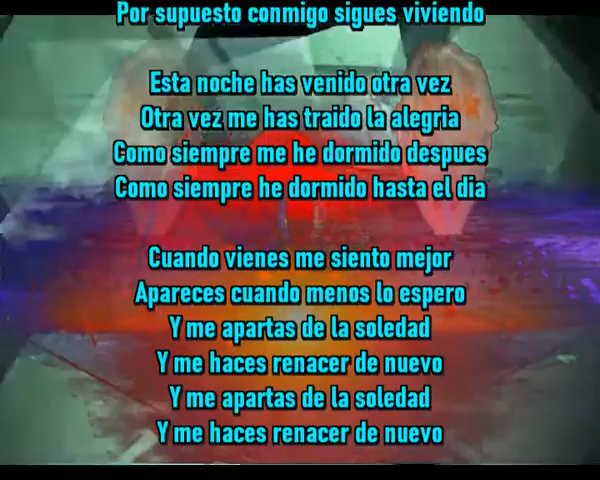 Por supuesto conmigo sigues viviendo
Esta noche has venido otra vez
Otra vez me has traido la alegria
Como siempre me he dormido despues
Como siempre he dormido hasta el dia
Cuando vienes me siento mejor
Apareces cuando menos lo espero
Y me apartas de la soledad
Y me haces renacer de nuevo
Y me apartas de la soledad
Y me haces renacer de nuevo